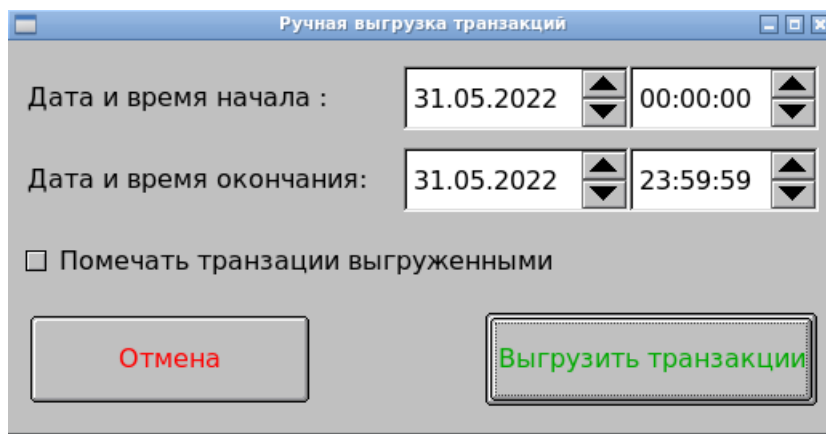 Ручная выгрузка транзакций
Дата и время начала : 31.05.2022 00:00:00
Дата и время окончания: 31.05.2022 23:59:59
Помечать транзации выгруженными
Отмена Выгрузить транзакции